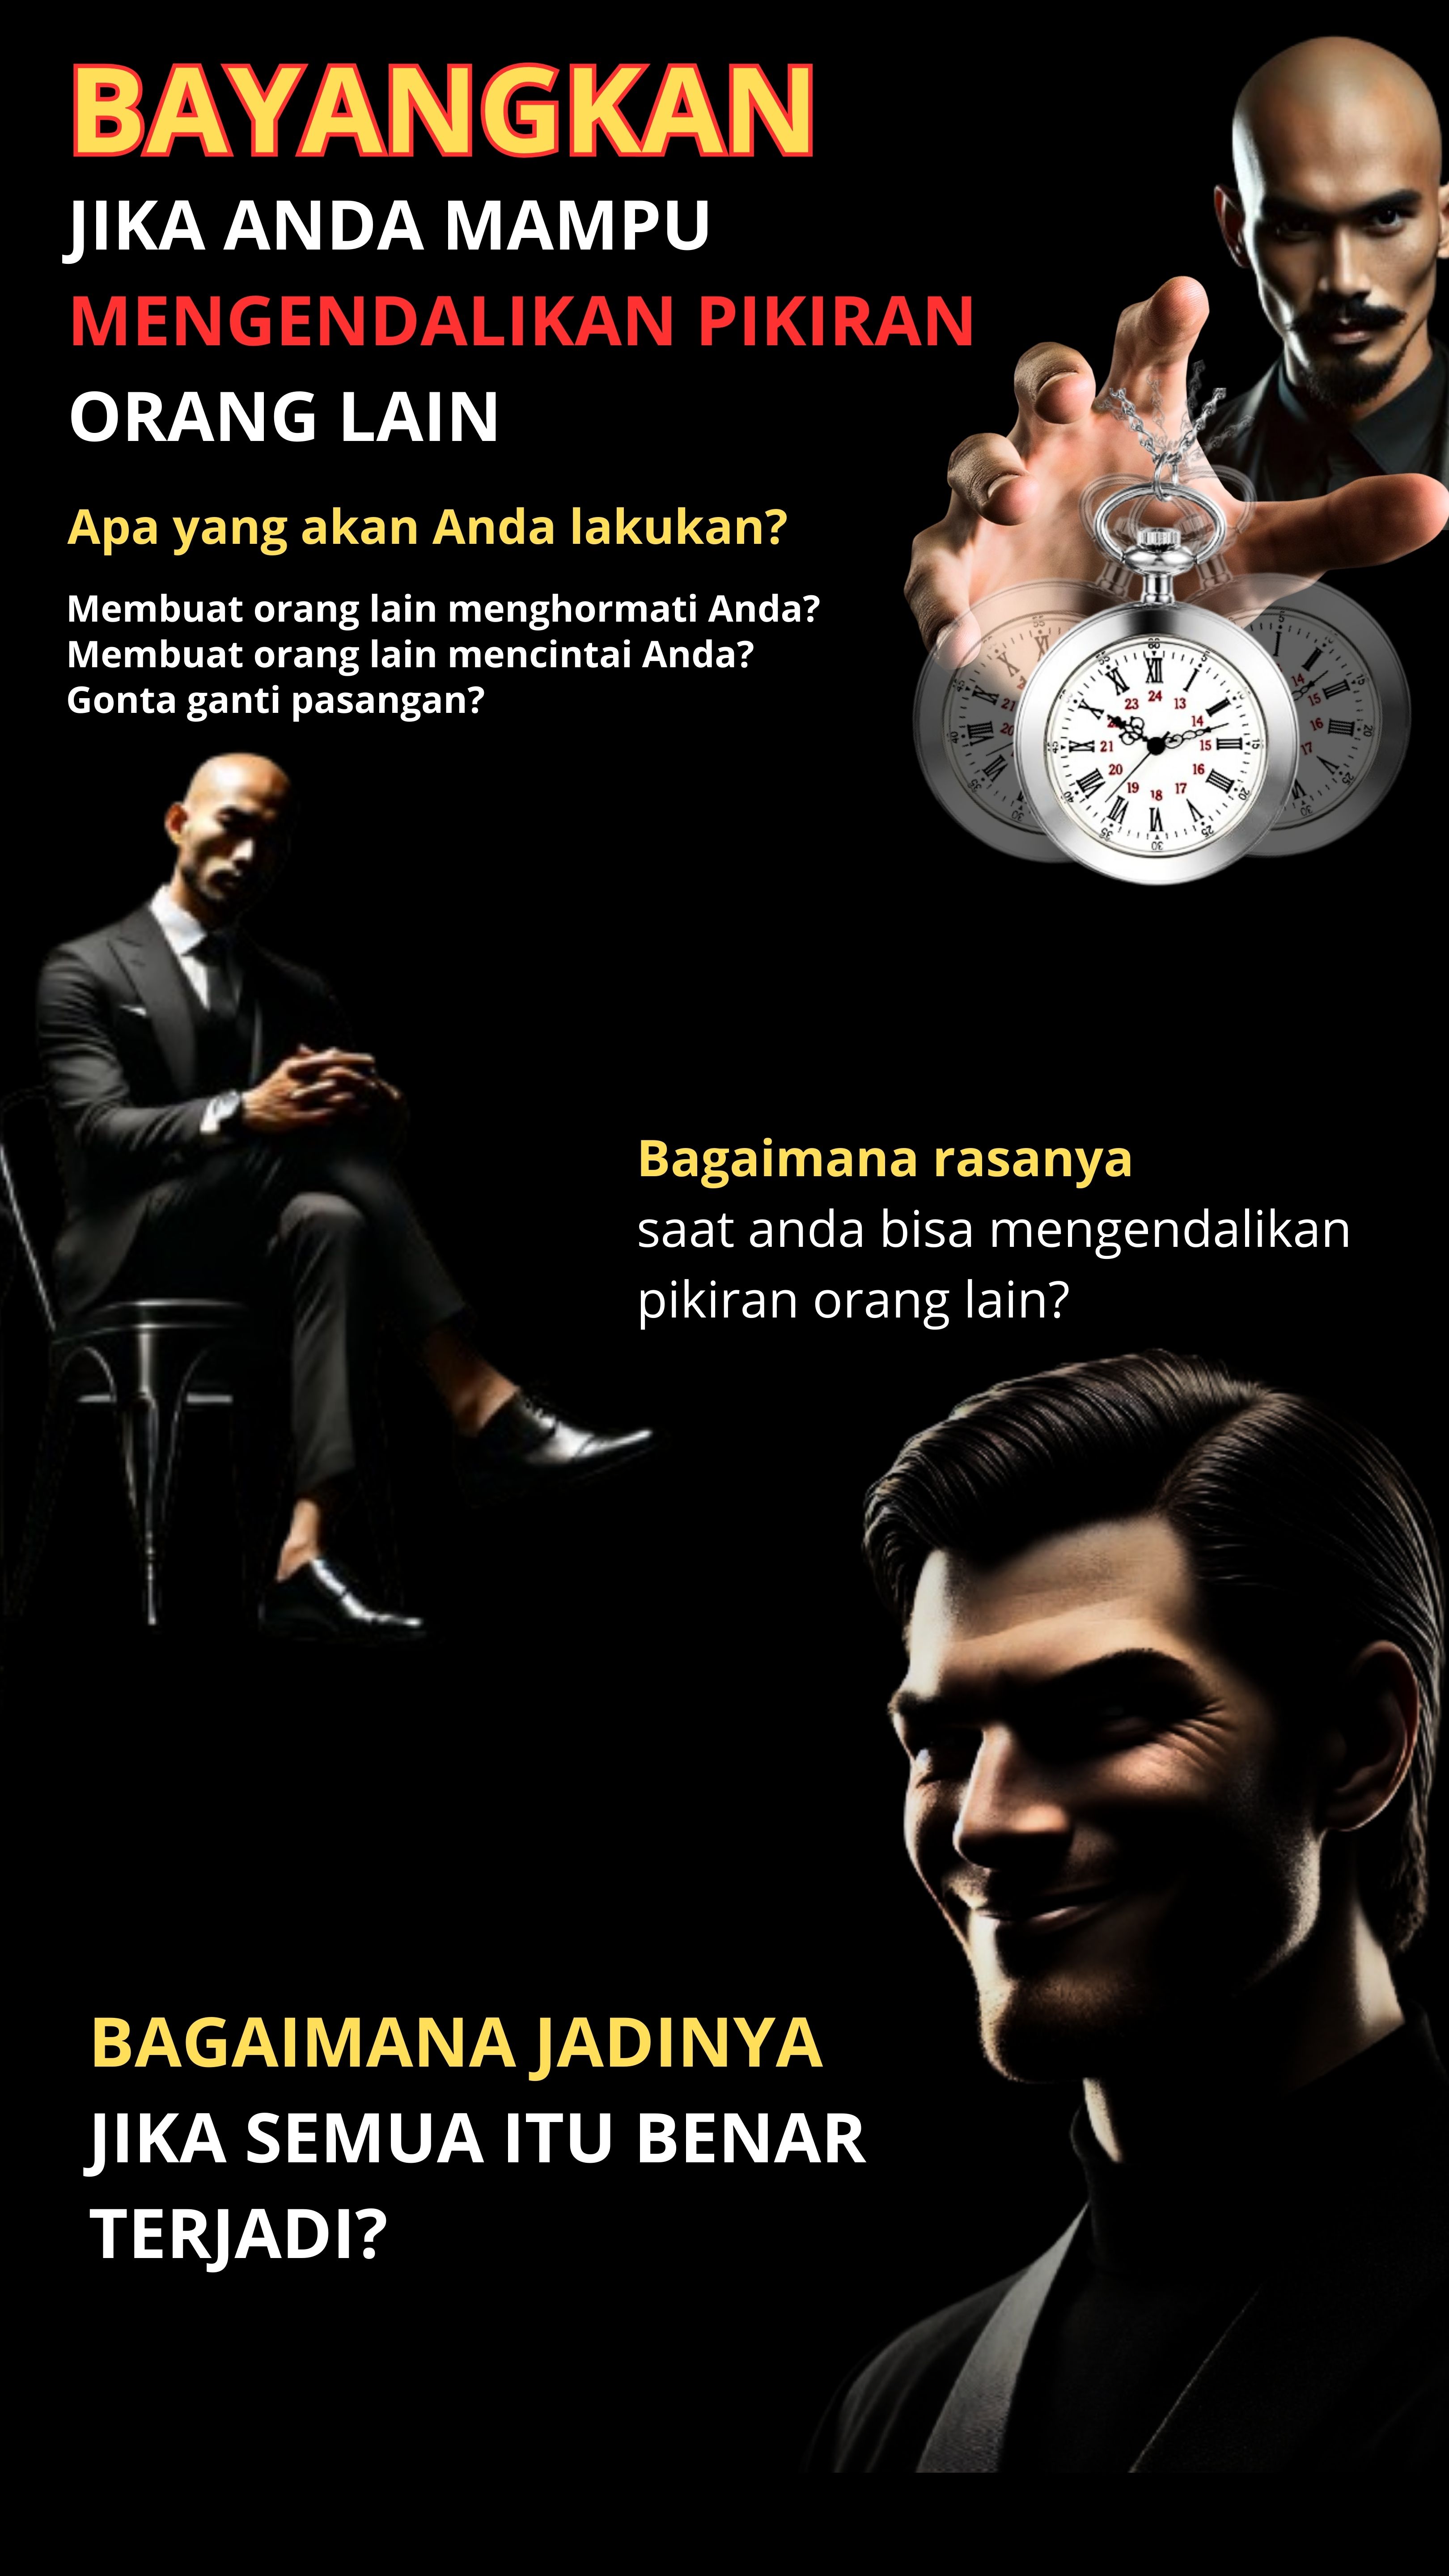 BAYANGKAN
JIKA ANDA MAMPU
MENGENDALIKAN PIKIRAN
ORANG LAIN
Apa yang akan Anda lakukan?
Membuat orang lain menghormati Anda?
Membuat orang lain mencintai Anda?
Gonta ganti pasangan?
Bagaimana rasanya
saat anda bisa mengendalikan
pikiran orang lain?
BAGAIMANA JADINYA
JIKA SEMUA ITU BENAR
TERJADI?